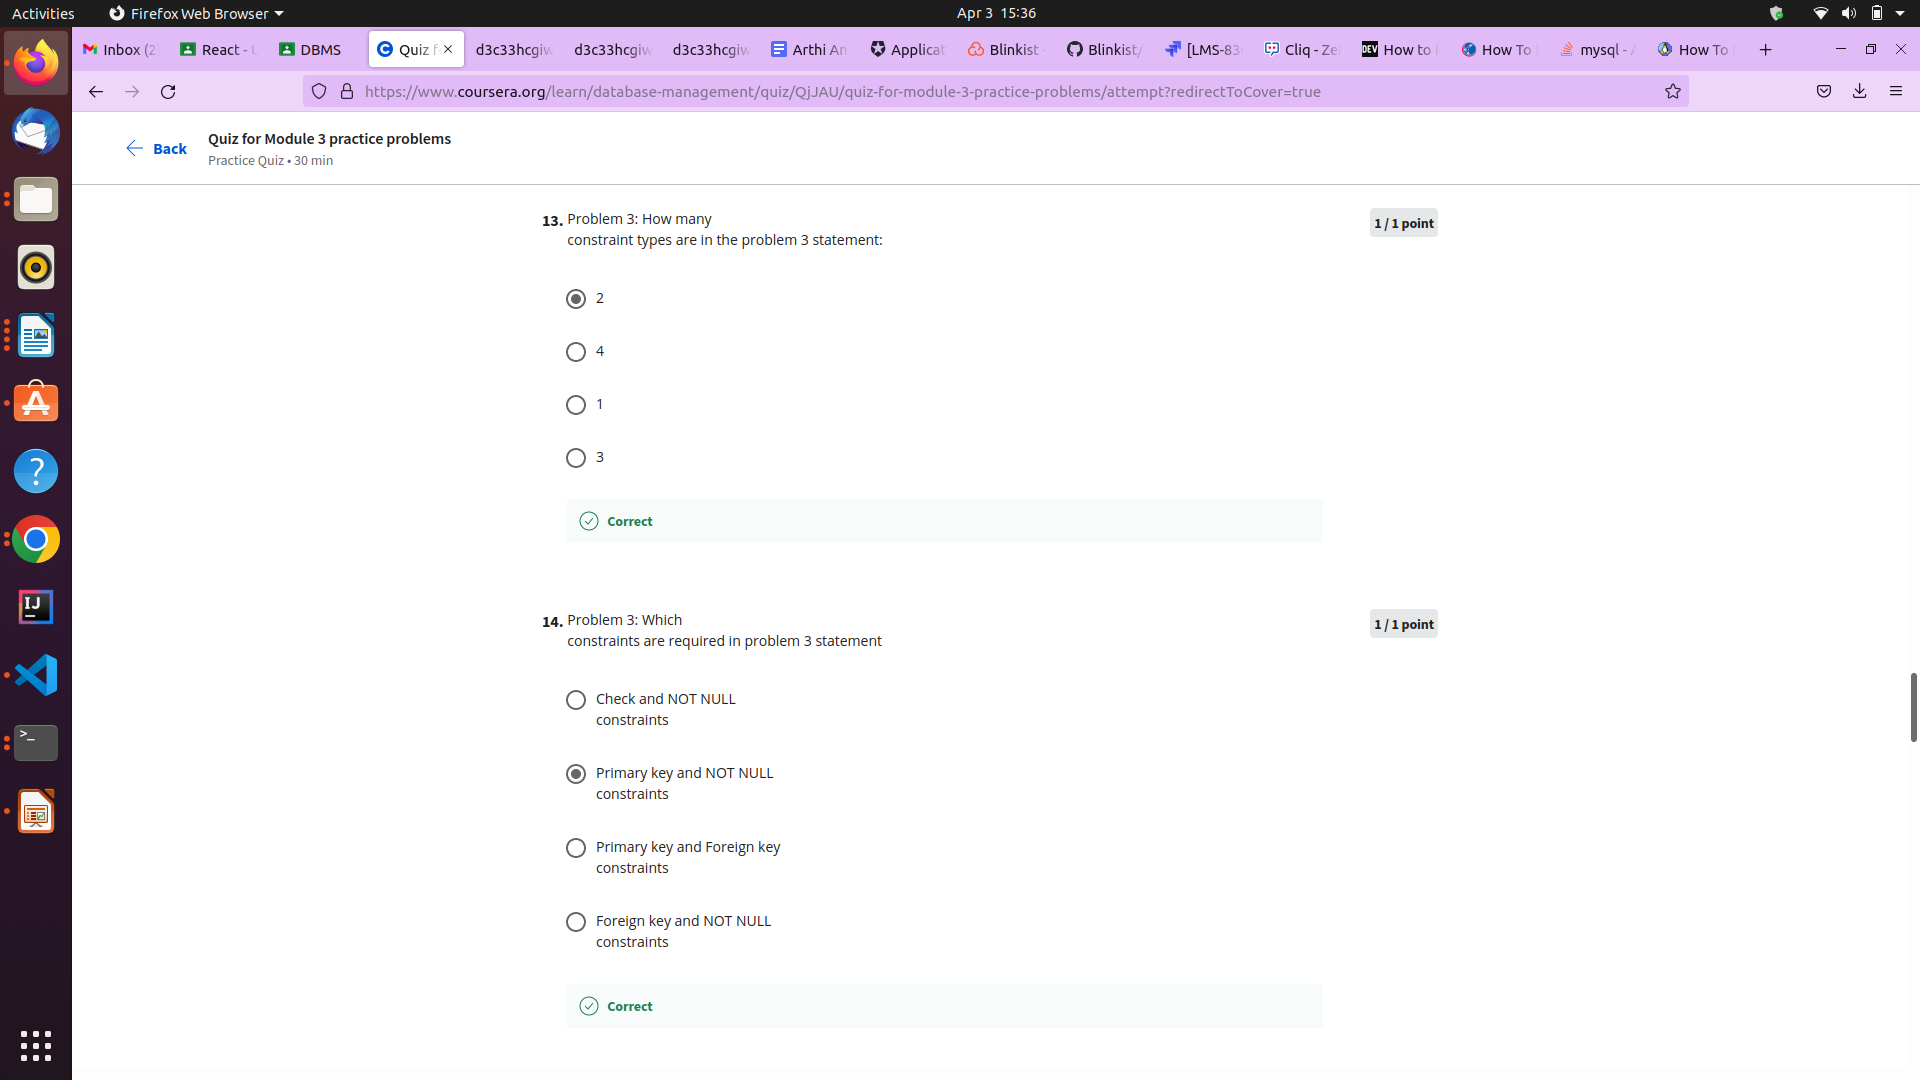 Activities
Firefox Web Browser
Apr 3 15:36
Inbox (2
React - U
DBMS
Quiz f
d3c33hcgiw
d3c33hcgiw
d3c33hcgiw
Arthi An
Applicat
Blinkist
Blinkist/
[LMS-83
Cliq - Ze
DEV
How to
How To
mysql -
How To
https://www.coursera.org/learn/database-management/quiz/QjJAU/quiz-for-module-3-practice-problems/attempt?redirectToCover=true
Back
Quiz for Module 3 practice problems
Practice Quiz • 30 min
13. Problem 3: How many
constraint types are in the problem 3 statement:
1 / 1 point
2
4
1
3
Correct
14. Problem 3: Which
constraints are required in problem 3 statement
1 / 1 point
Check and NOT NULL
constraints
Primary key and NOT NULL
constraints
Primary key and Foreign key
constraints
Foreign key and NOT NULL
constraints
Correct